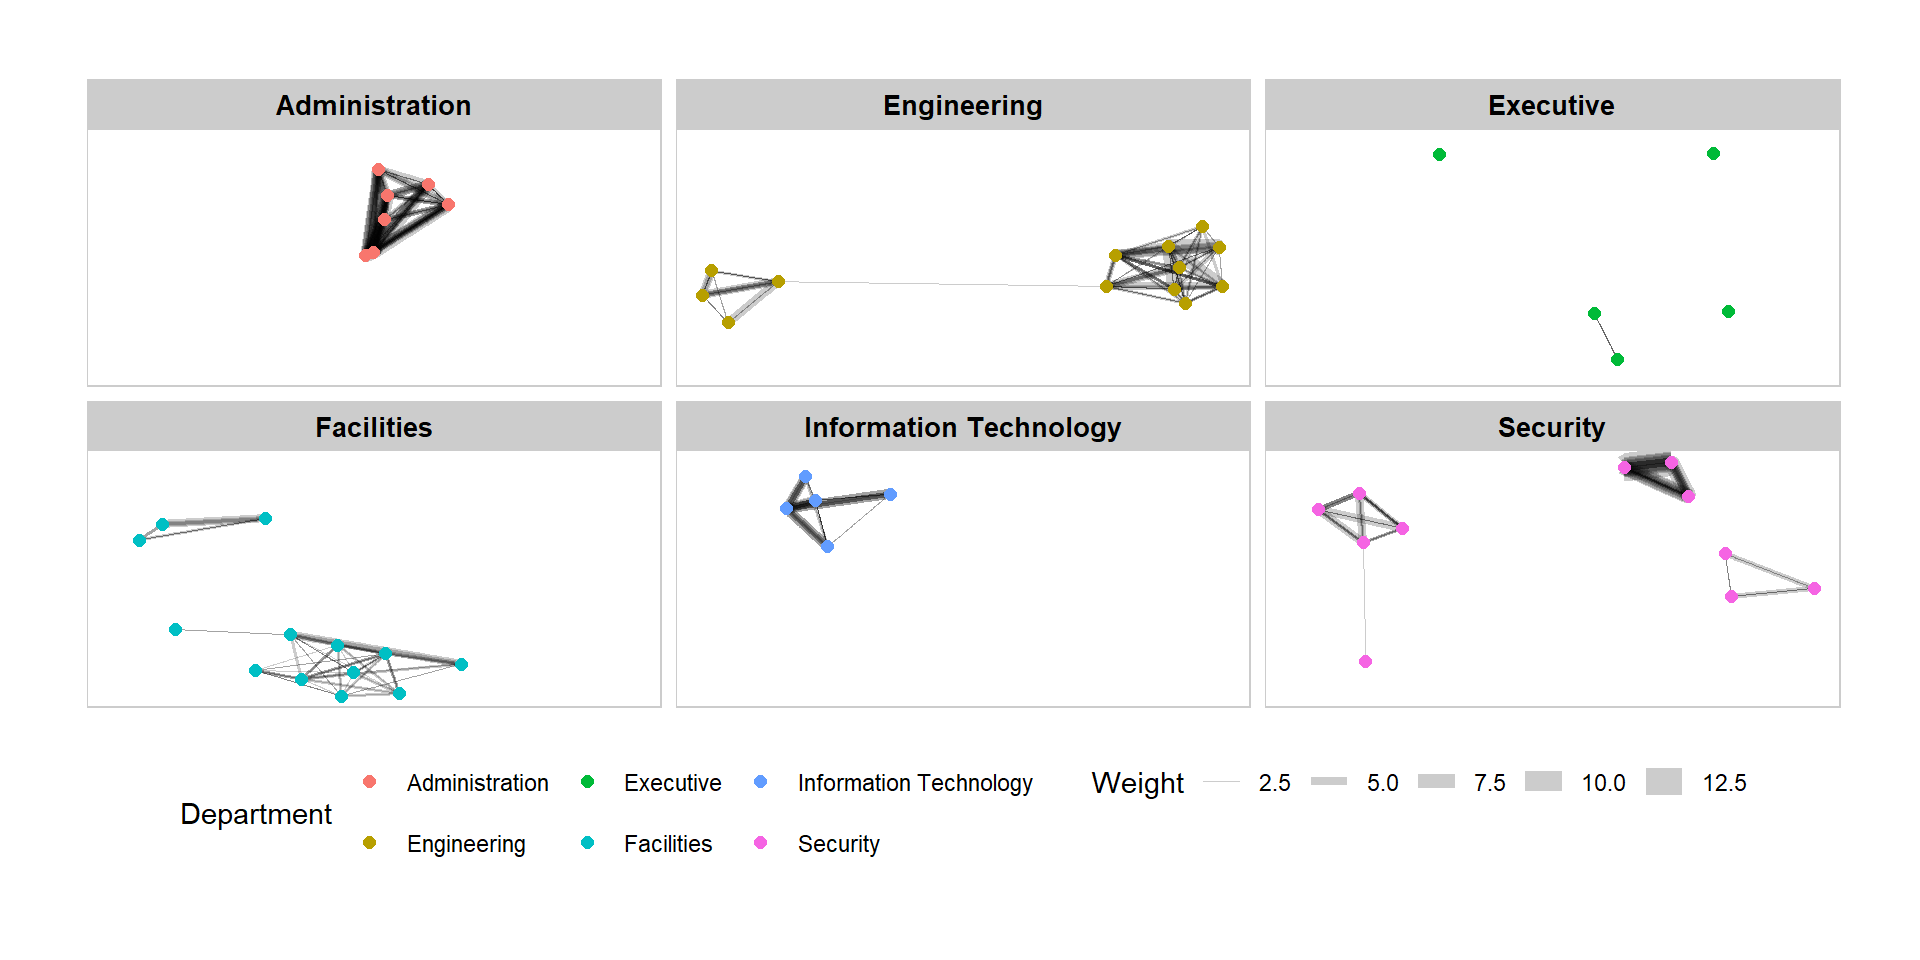 Administration
Engineering
Executive
Facilities
Information Technology
Security
Department
Administration
Executive
Information Technology
Engineering
Facilities
Security
Weight
2.5
5.0
7.5
10.0
12.5